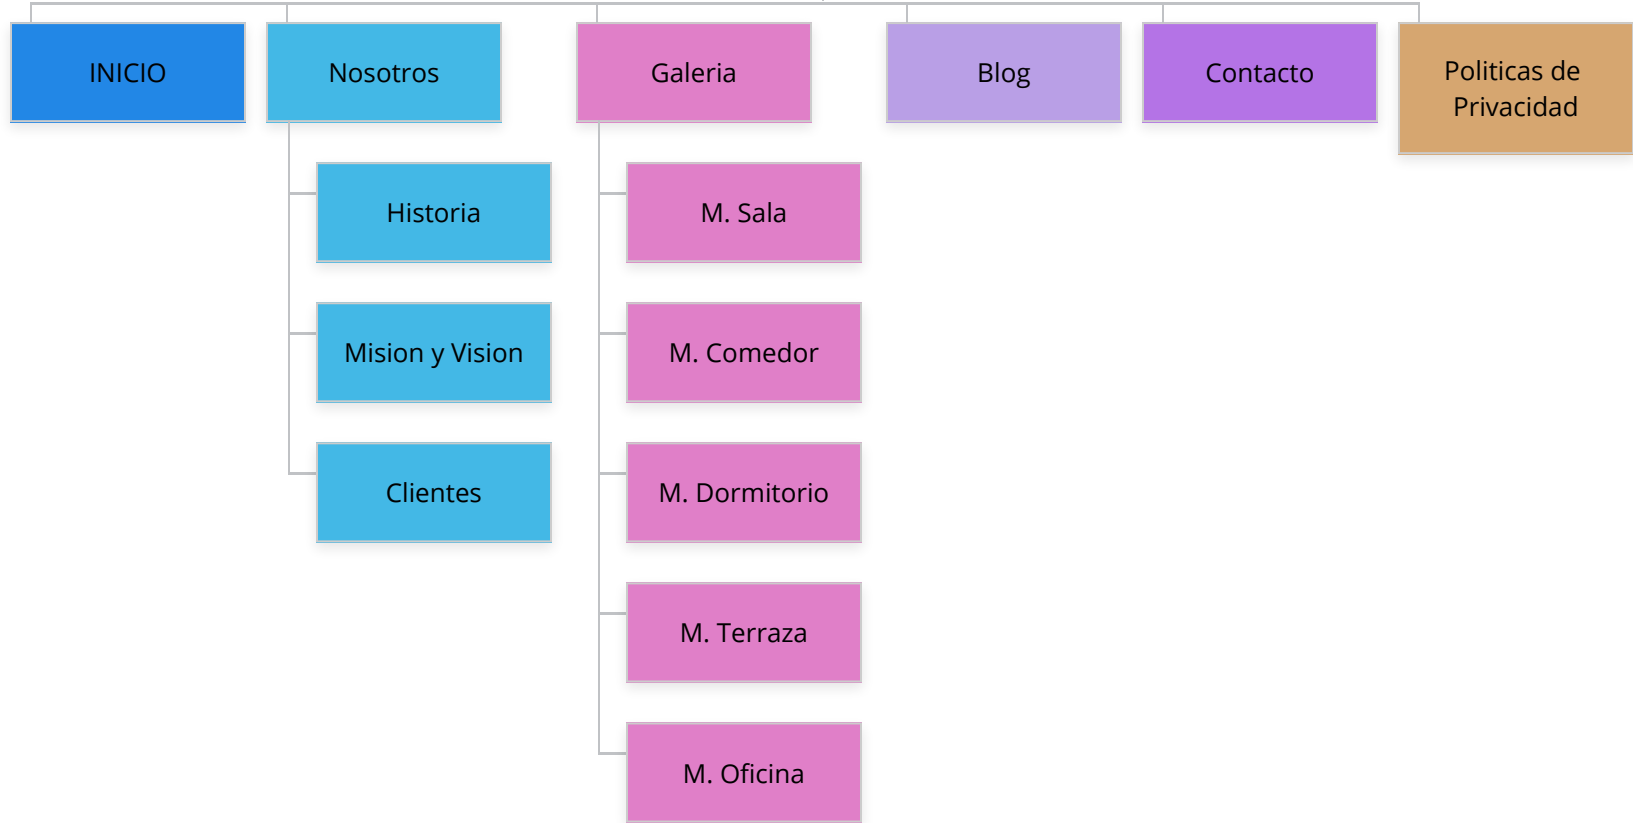 INICIO
Nosotros
Galeria
Blog
Contacto
Politicas de
Privacidad
Historia
Mision y Vision
Clientes
M. Sala
M. Comedor
M. Dormitorio
M. Terraza
M. Oficina